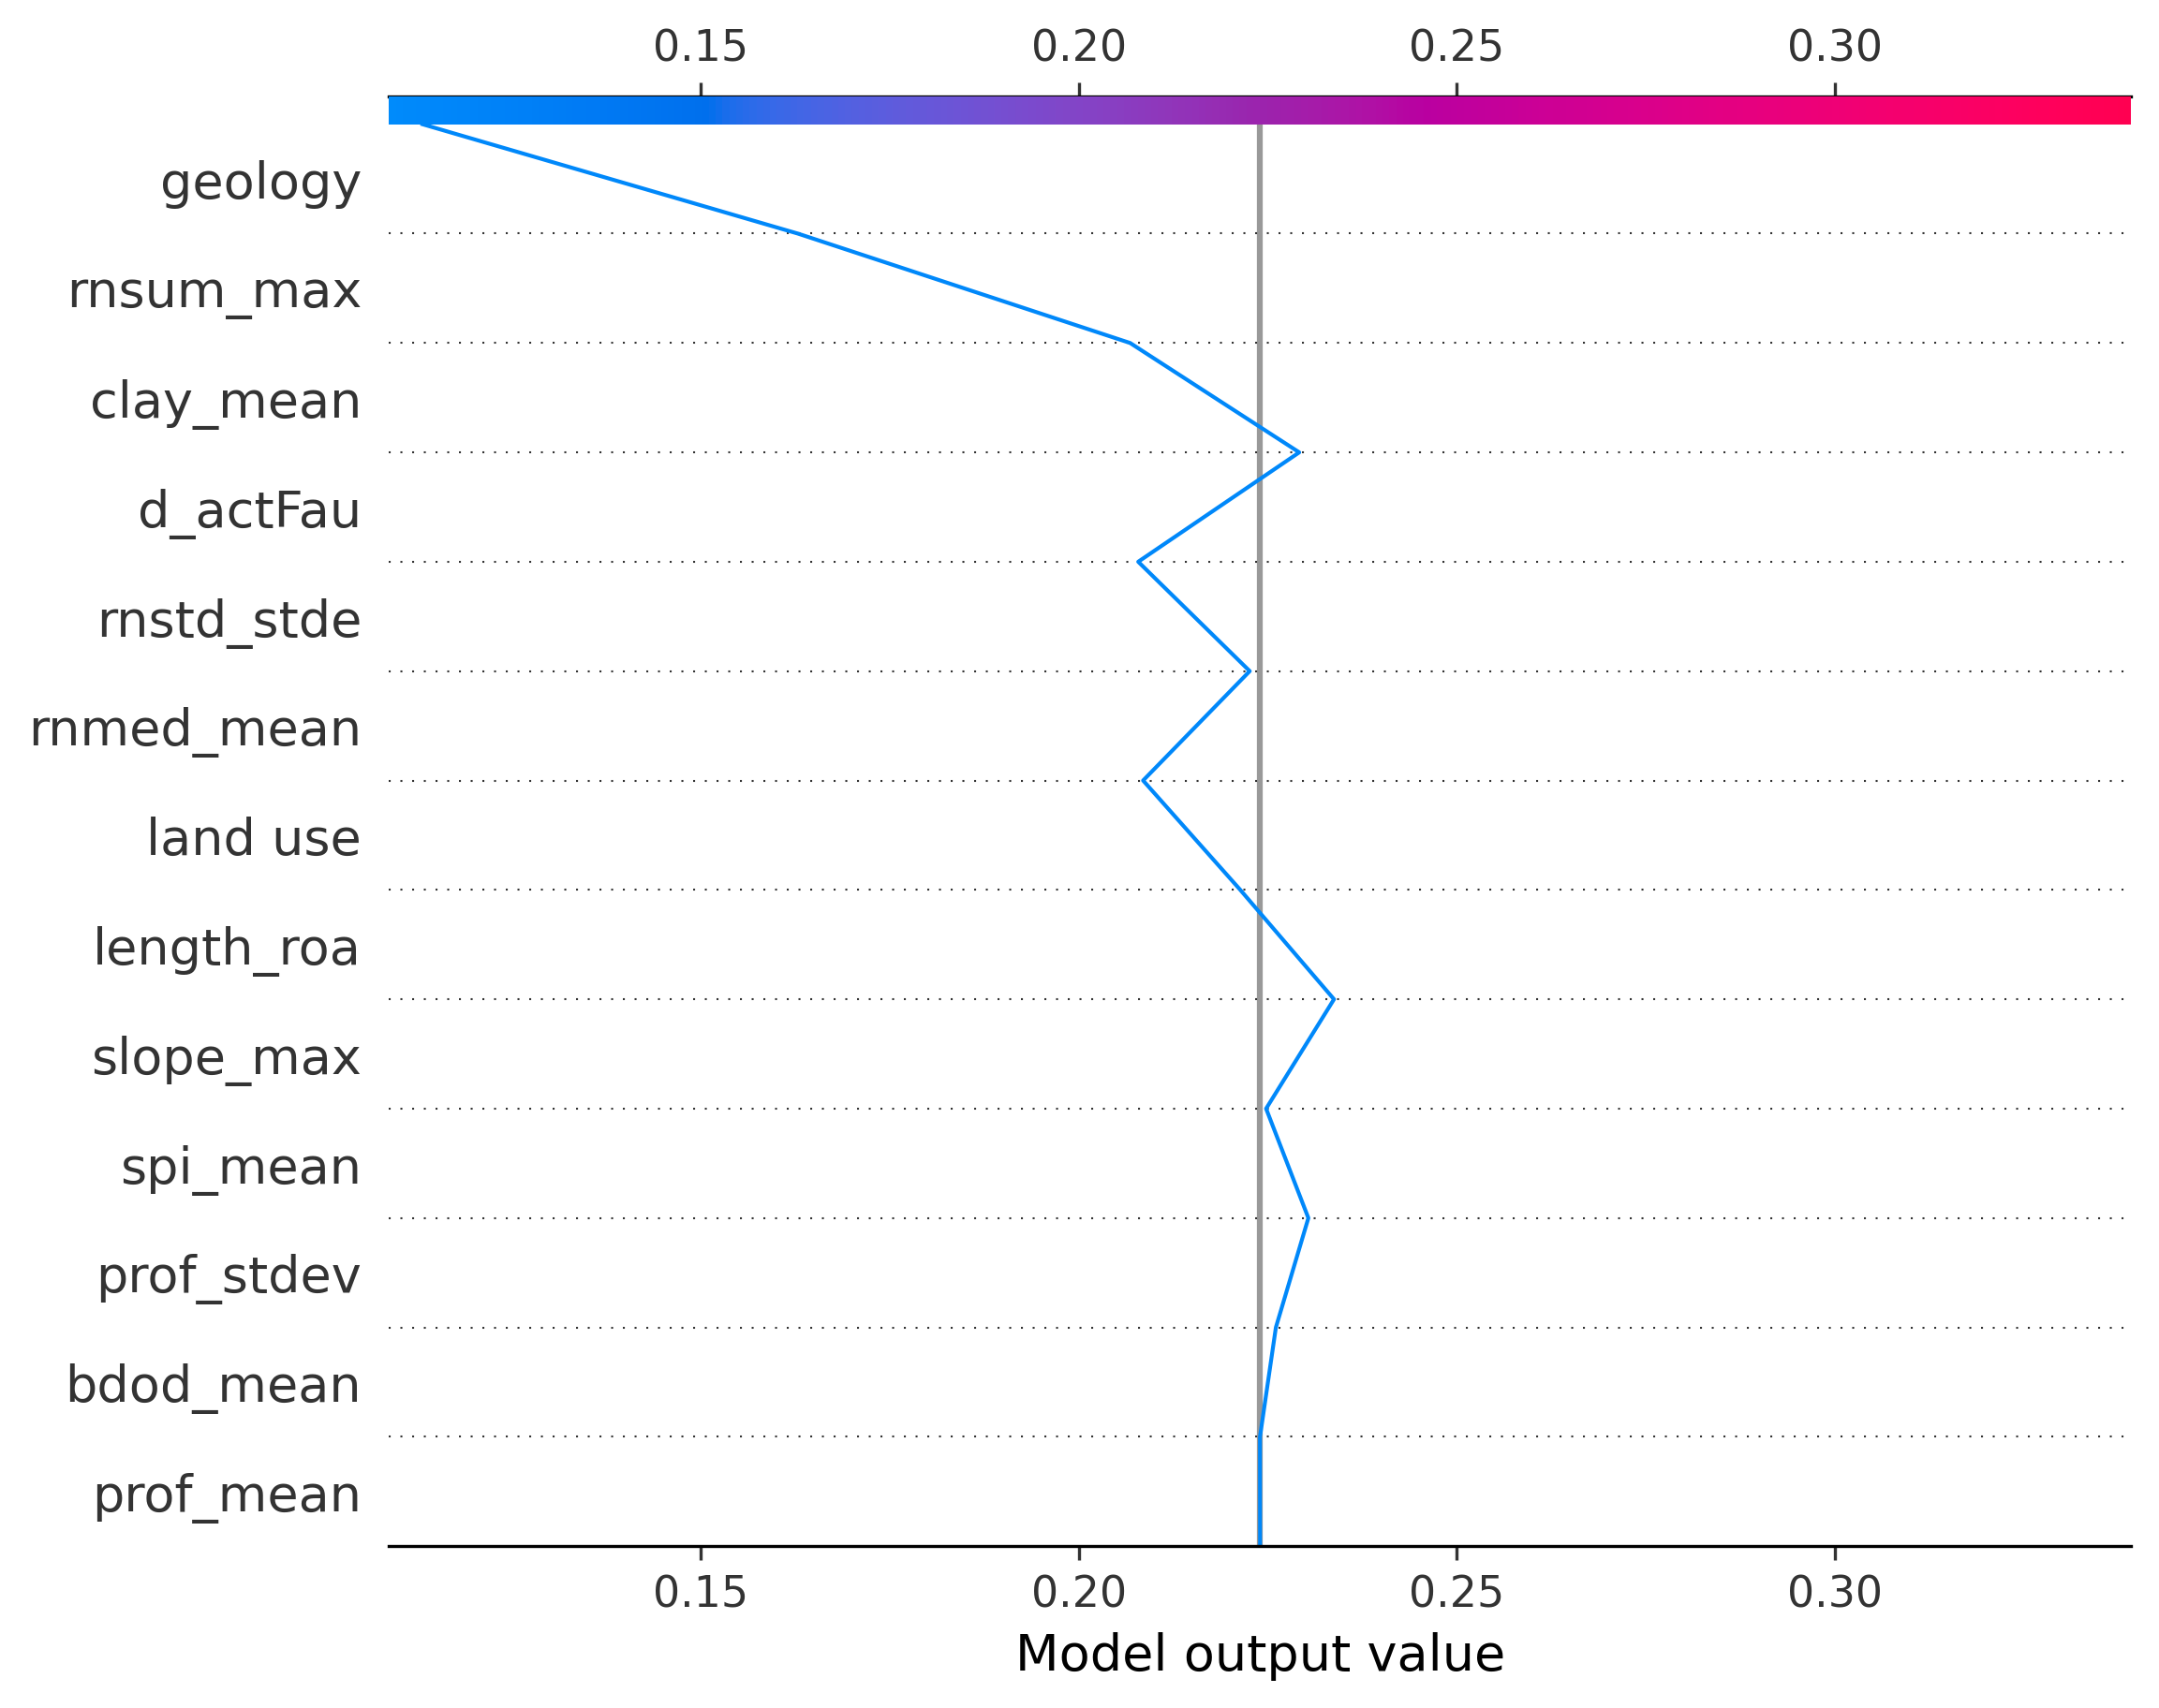 0.15 0.20 0.25 0.30
geology
rnsum_max
clay_mean
d_actFau
rnstd_stde
rnmed_mean
land use
length_roa
slope_max
spi_mean
prof_stdev
bdod_mean
prof_mean
0.15 0.20 0.25 0.30
Model output value